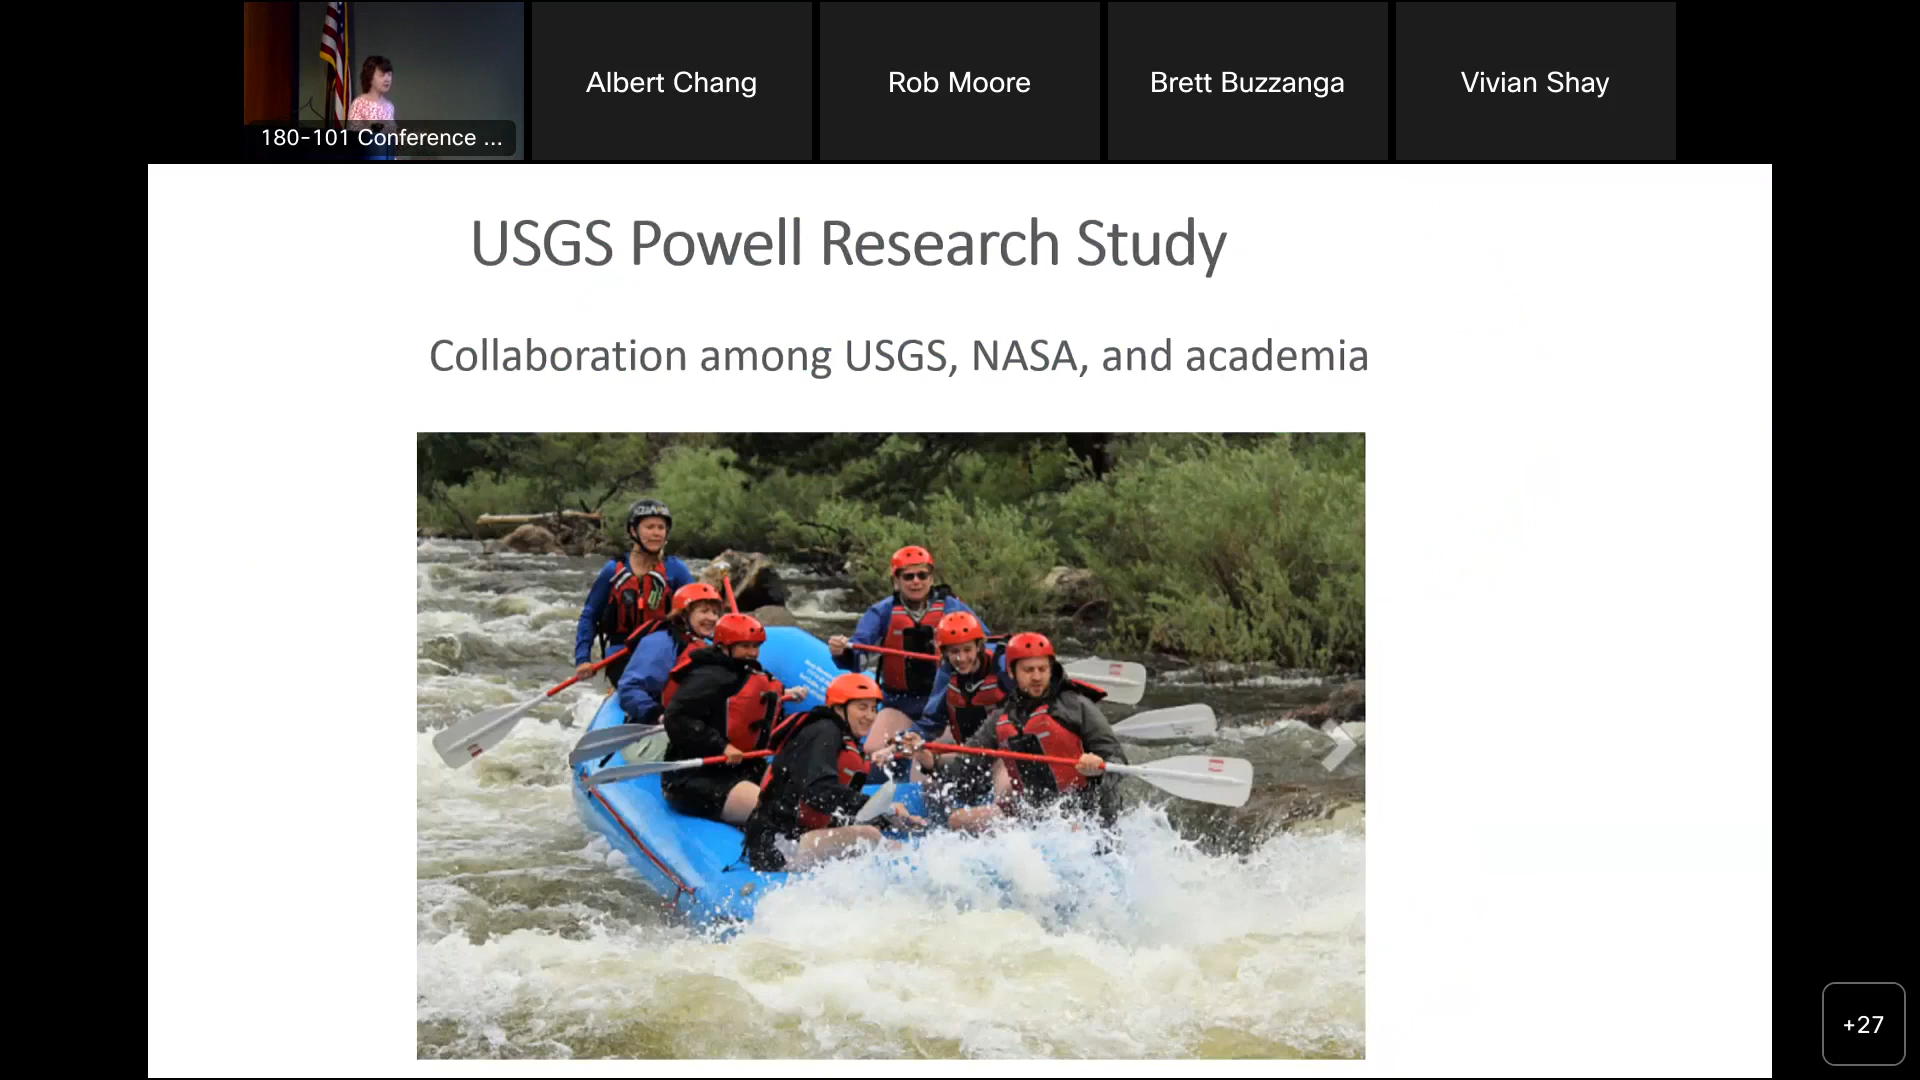 180-101 Conference ...
Albert Chang
Rob Moore
Brett Buzzanga
Vivian Shay
USGS Powell Research Study
Collaboration among USGS, NASA, and academia
+27